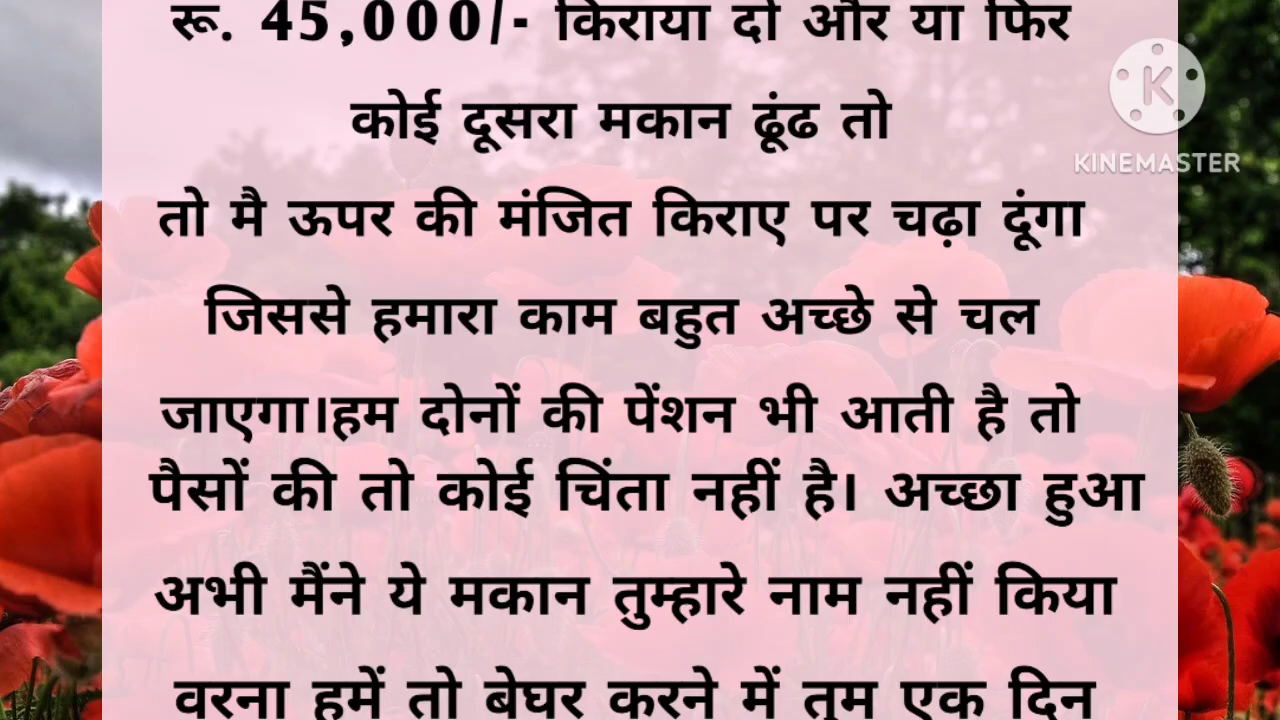 रू. 45,000/- किराया दो और या फिर
कोई दूसरा मकान ढूंढ तो
तो मै ऊपर की मंजित किराए पर चढ़ा दूंगा
जिससे हमारा काम बहुत अच्छे से चल
जाएगा।हम दोनों की पेंशन भी आती है तो
पैसों की तो कोई चिंता नहीं है। अच्छा हुआ
अभी मैंने ये मकान तुम्हारे नाम नहीं किया
वरना हमें तो बेघर करने में तुम एक दिन
K
KINEMASTER